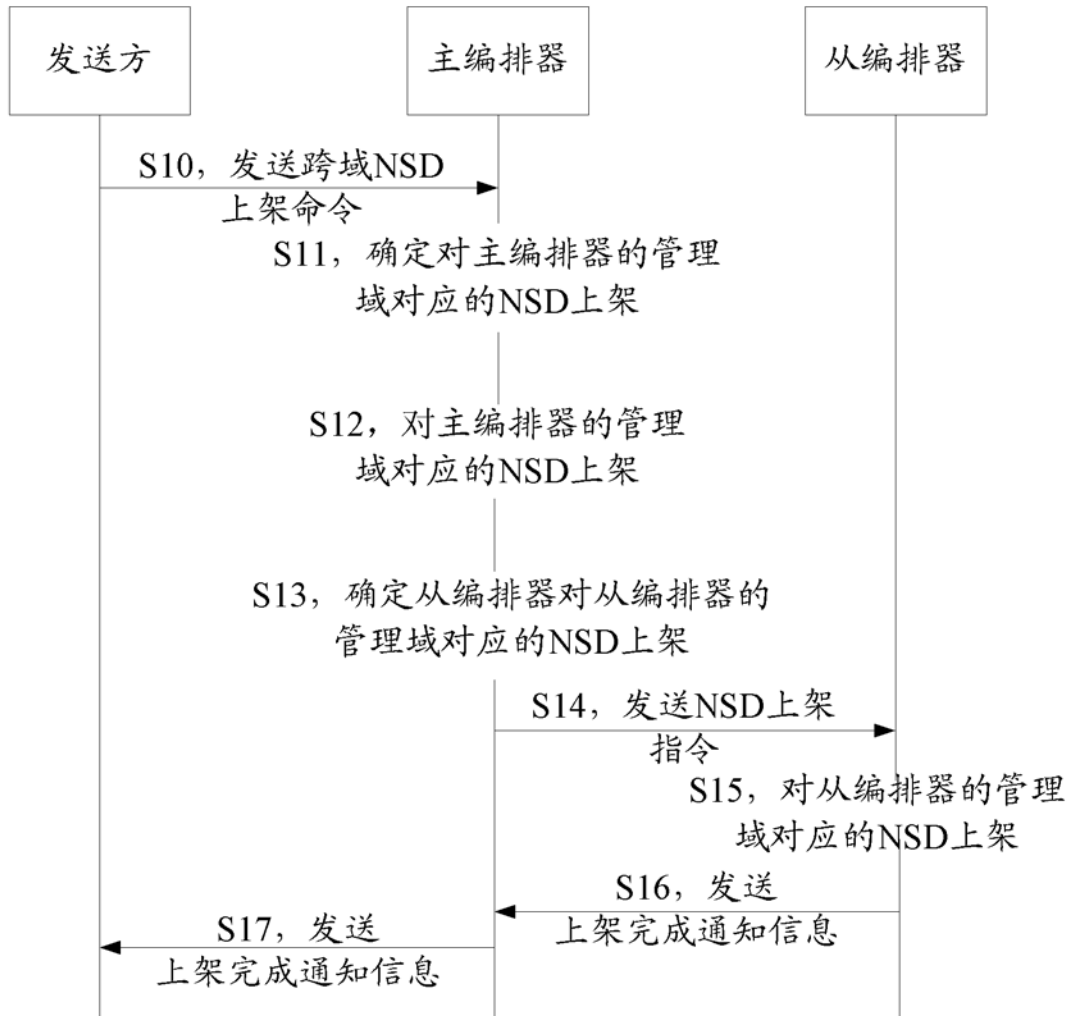 发送方
主编排器
从编排器
S10，发送跨域NSD
上架命令
S11，确定对主编排器的管理
域对应的NSD上架
S12，对主编排器的管理
域对应的NSD上架
S13，确定从编排器对从编排器的
管理域对应的NSD上架
S14，发送NSD上架
指令
S15，对从编排器的管理
域对应的NSD上架
S16，发送
上架完成通知信息
S17，发送
上架完成通知信息